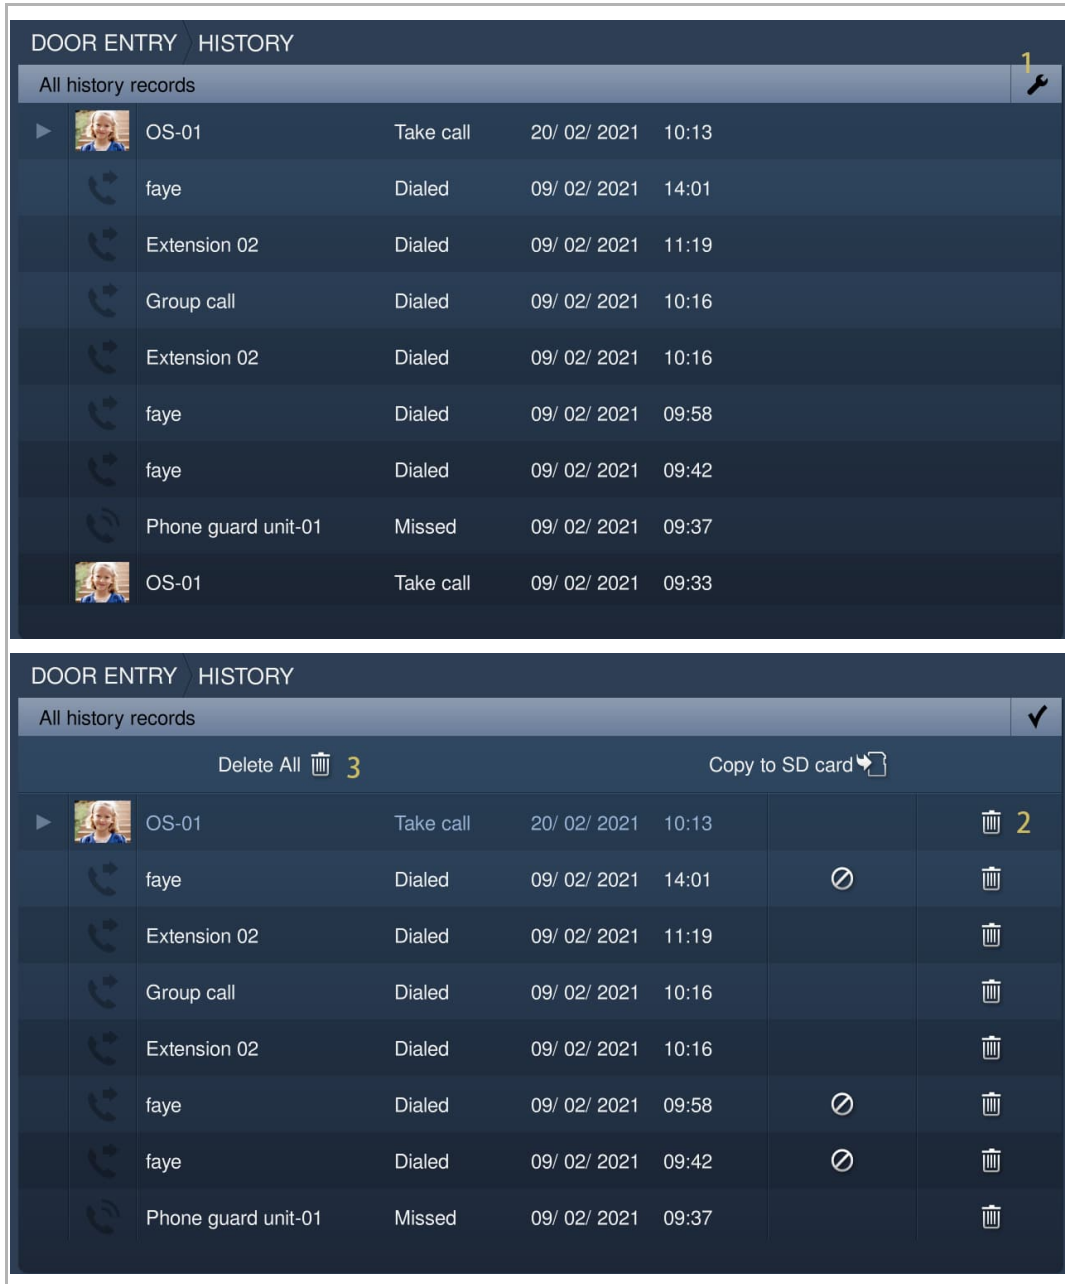 DOOR ENTRY HISTORY
1
All history records
OS-01 Take call 20/ 02/ 2021 10:13
faye Dialed 09/ 02/ 2021 14:01
Extension 02 Dialed 09/ 02/ 2021 11:19
Group call Dialed 09/ 02/ 2021 10:16
Extension 02 Dialed 09/ 02/ 2021 10:16
faye Dialed 09/ 02/ 2021 09:58
faye Dialed 09/ 02/ 2021 09:42
Phone guard unit-01 Missed 09/ 02/ 2021 09:37
OS-01 Take call 09/ 02/ 2021 09:33
DOOR ENTRY HISTORY
All history records
Delete All 3 Copy to SD card
OS-01 Take call 20/ 02/ 2021 10:13 2
faye Dialed 09/ 02/ 2021 14:01
Extension 02 Dialed 09/ 02/ 2021 11:19
Group call Dialed 09/ 02/ 2021 10:16
Extension 02 Dialed 09/ 02/ 2021 10:16
faye Dialed 09/ 02/ 2021 09:58
faye Dialed 09/ 02/ 2021 09:42
Phone guard unit-01 Missed 09/ 02/ 2021 09:37